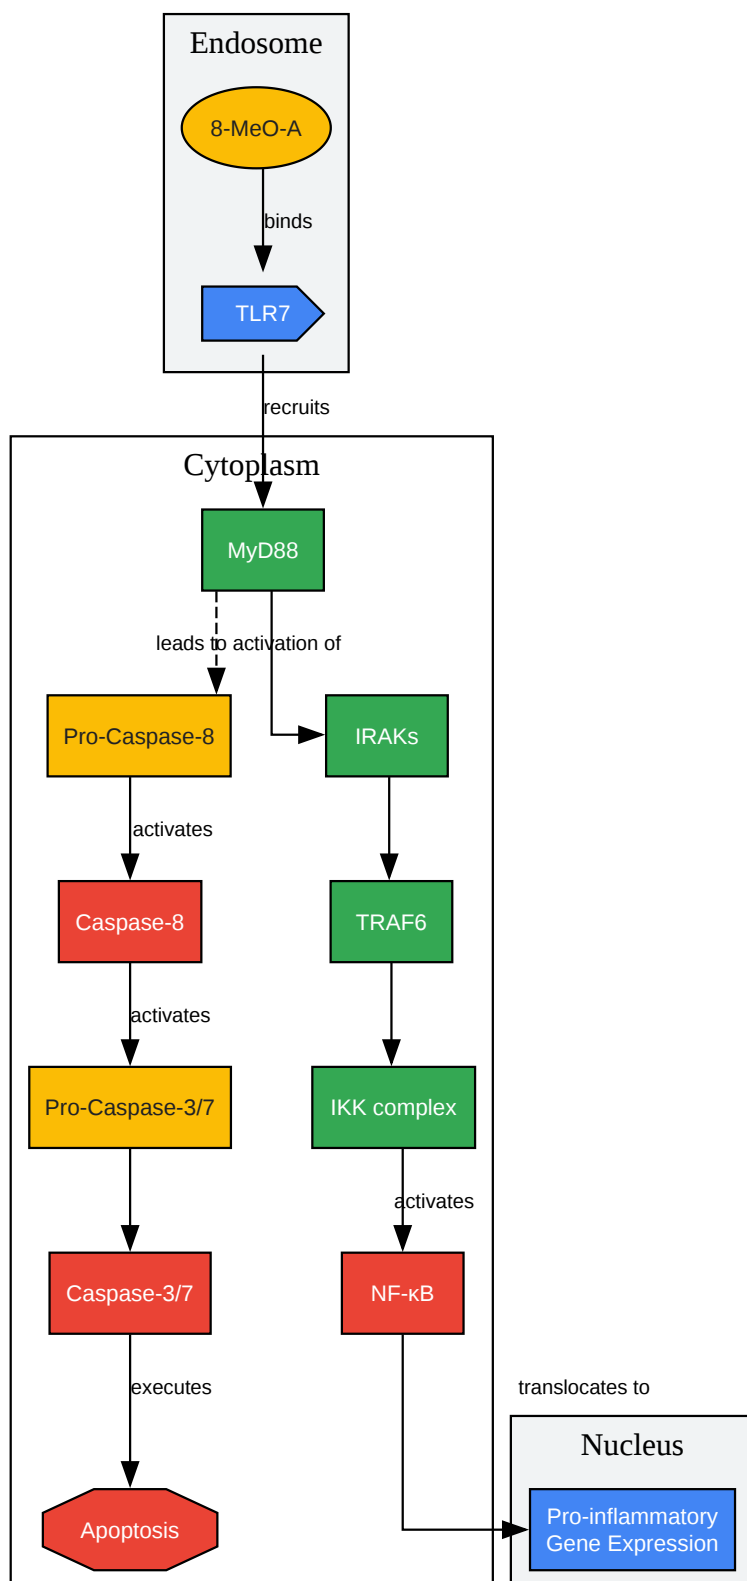 Endosome
8-MeO-A
binds
TLR7
recruits
Cytoplasm
MyD88
leads to activation of
Pro-Caspase-8
IRAKs
activates
Caspase-8
TRAF6
activates
Pro-Caspase-3/7
IKK complex
activates
Caspase-3/7
NF-κB
executes
translocates to
Nucleus
Apoptosis
Pro-inflammatory
Gene Expression